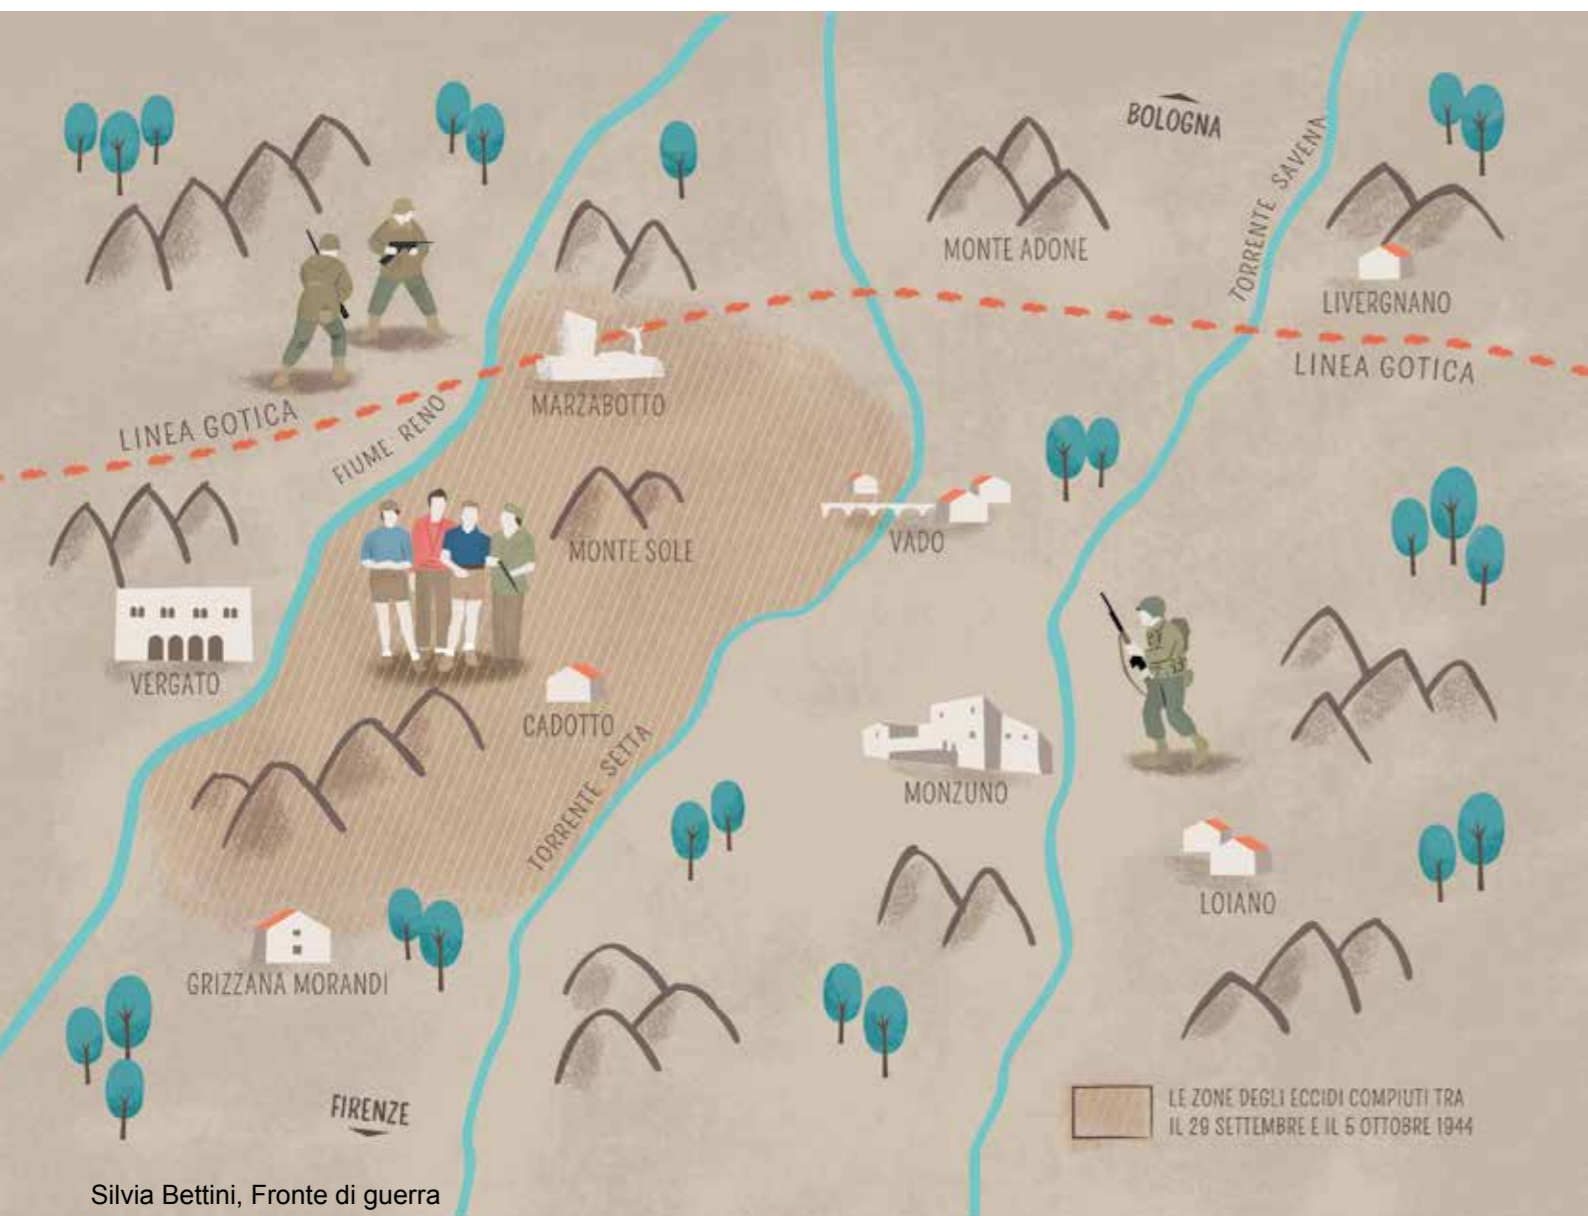 BOLOGNA
TORRENTE SAVENA
MONTE ADONE
LIVERGNANO
LINEA GOTICA
LINEA GOTICA
FIUME RENO
MARZABOTTO
MONTE SOLE
VADO
VERGATO
CADOTTO
TORRENTE SETTA
MONZUNO
LOIANO
GRIZZANA MORANDI
FIRENZE
LE ZONE DEGLI ECCIDI COMPIUTI TRA
IL 29 SETTEMBRE E IL 5 OTTOBRE 1944
Silvia Bettini, Fronte di guerra